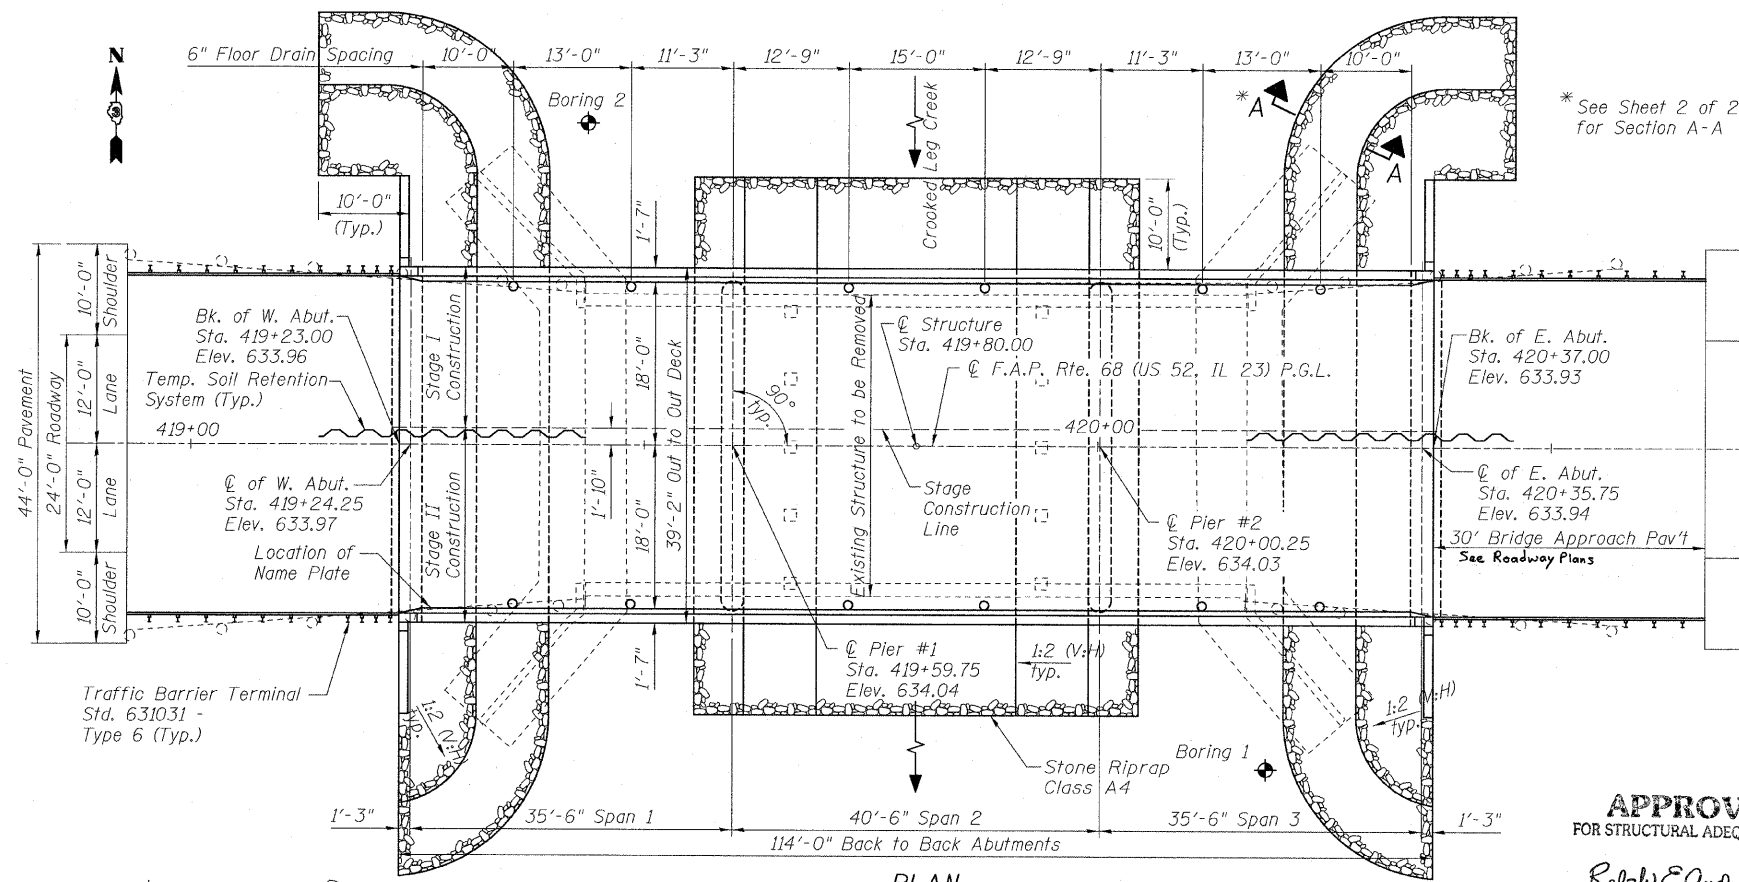 N
6" Floor Drain Spacing
10'-0"
13'-0"
11'-3"
12'-9"
15'-0"
12'-9"
11'-3"
13'-0"
10'-0"
Boring 2
Crooked Leg Creek
* A
A
* See Sheet 2 of 2
for Section A-A
10'-0"
(Typ.)
1'-7"
10'-0"
(Typ.)
44'-0" Pavement
24'-0" Roadway
10'-0"
Shoulder
12'-0"
Lane
12'-0"
Lane
10'-0"
Shoulder
Bk. of W. Abut.
Sta. 419+23.00
Elev. 633.96
Temp. Soil Retention
System (Typ.)
419+00
Stage I
Construction
Stage II
Construction
18'-0"
18'-0"
1'-10"
39'-2" Out to Out Deck
90°
typ.
Existing Structure to be Removed
℄ Structure
Sta. 419+80.00
℄ F.A.P. Rte. 68 (US 52, IL 23) P.G.L.
420+00
Bk. of E. Abut.
Sta. 420+37.00
Elev. 633.93
℄ of W. Abut.
Sta. 419+24.25
Elev. 633.97
Location of
Name Plate
Stage
Construction
Line
℄ Pier #2
Sta. 420+00.25
Elev. 634.03
℄ of E. Abut.
Sta. 420+35.75
Elev. 633.94
30' Bridge Approach Pav't
See Roadway Plans
℄ Pier #1
Sta. 419+59.75
Elev. 634.04
1'-7"
1:2 (V:H)
typ.
Traffic Barrier Terminal
Std. 631031 -
Type 6 (Typ.)
1:2 (V:H)
typ.
1:2 (V:H)
typ.
Boring 1
Stone Riprap
Class A4
1'-3"
35'-6" Span 1
40'-6" Span 2
35'-6" Span 3
1'-3"
114'-0" Back to Back Abutments
PLAN
APPROV
FOR STRUCTURAL ADEQ